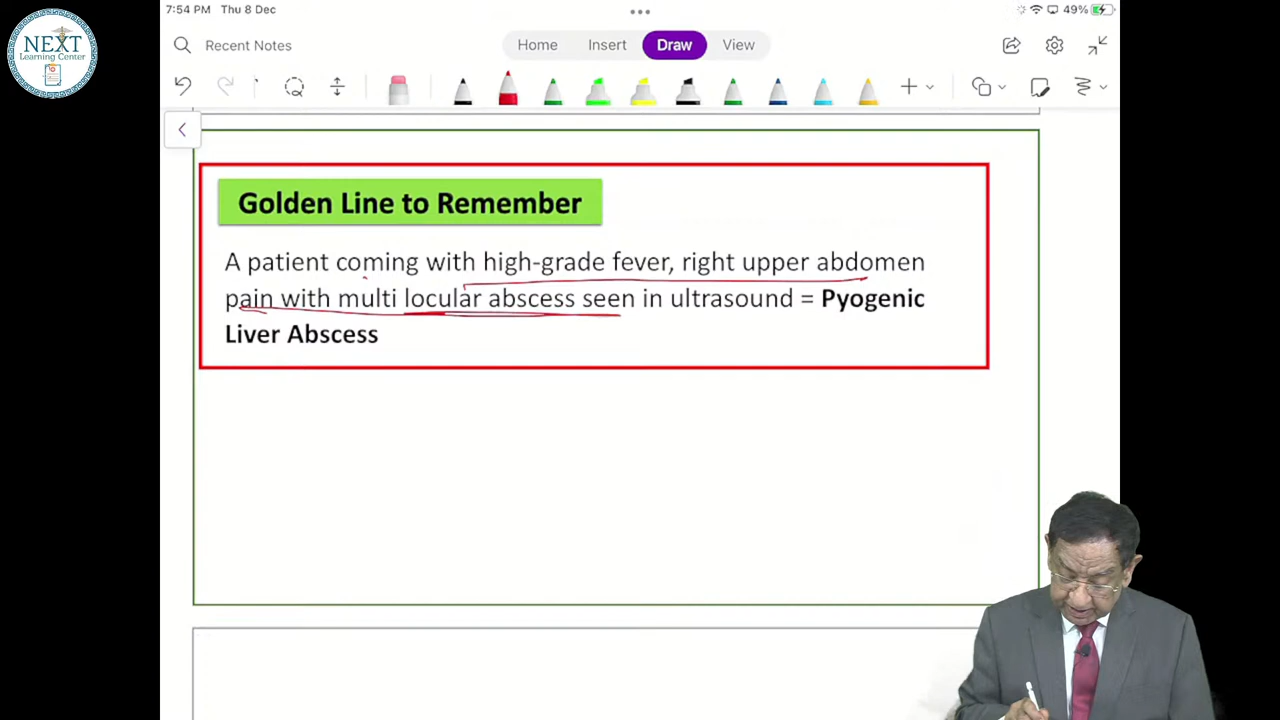 7:54 PM Thu 8 Dec
49%
NEXT
Learning Center
Recent Notes
Home Insert Draw View
Golden Line to Remember
A patient coming with high-grade fever, right upper abdomen
pain with multi locular abscess seen in ultrasound = Pyogenic
Liver Abscess